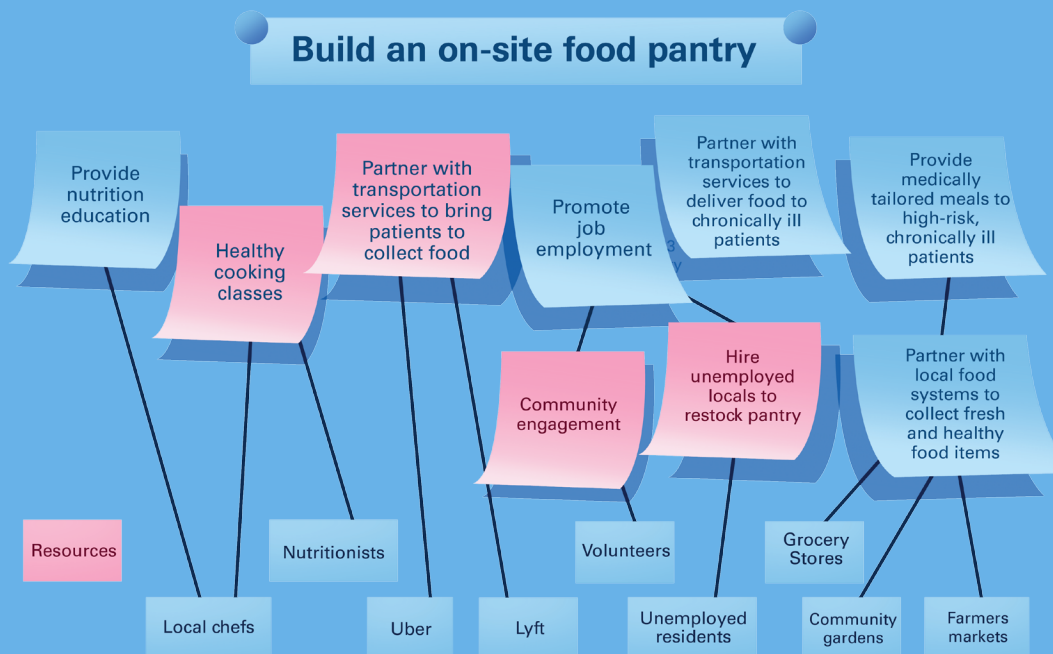 Build an on-site food pantry
Provide
nutrition
education
Healthy
cooking
classes
Partner with
transportation
services to bring
patients to
collect food
Promote
job
employment
Partner with
transportation
services to
deliver food to
chronically ill
patients
Provide
medically
tailored meals to
high-risk,
chronically ill
patients
Community
engagement
Hire
unemployed
locals to
restock pantry
Partner with
local food
systems to
collect fresh
and healthy
food items
Resources
Nutritionists
Volunteers
Grocery
Stores
Local chefs
Uber
Lyft
Unemployed
residents
Community
gardens
Farmers
markets